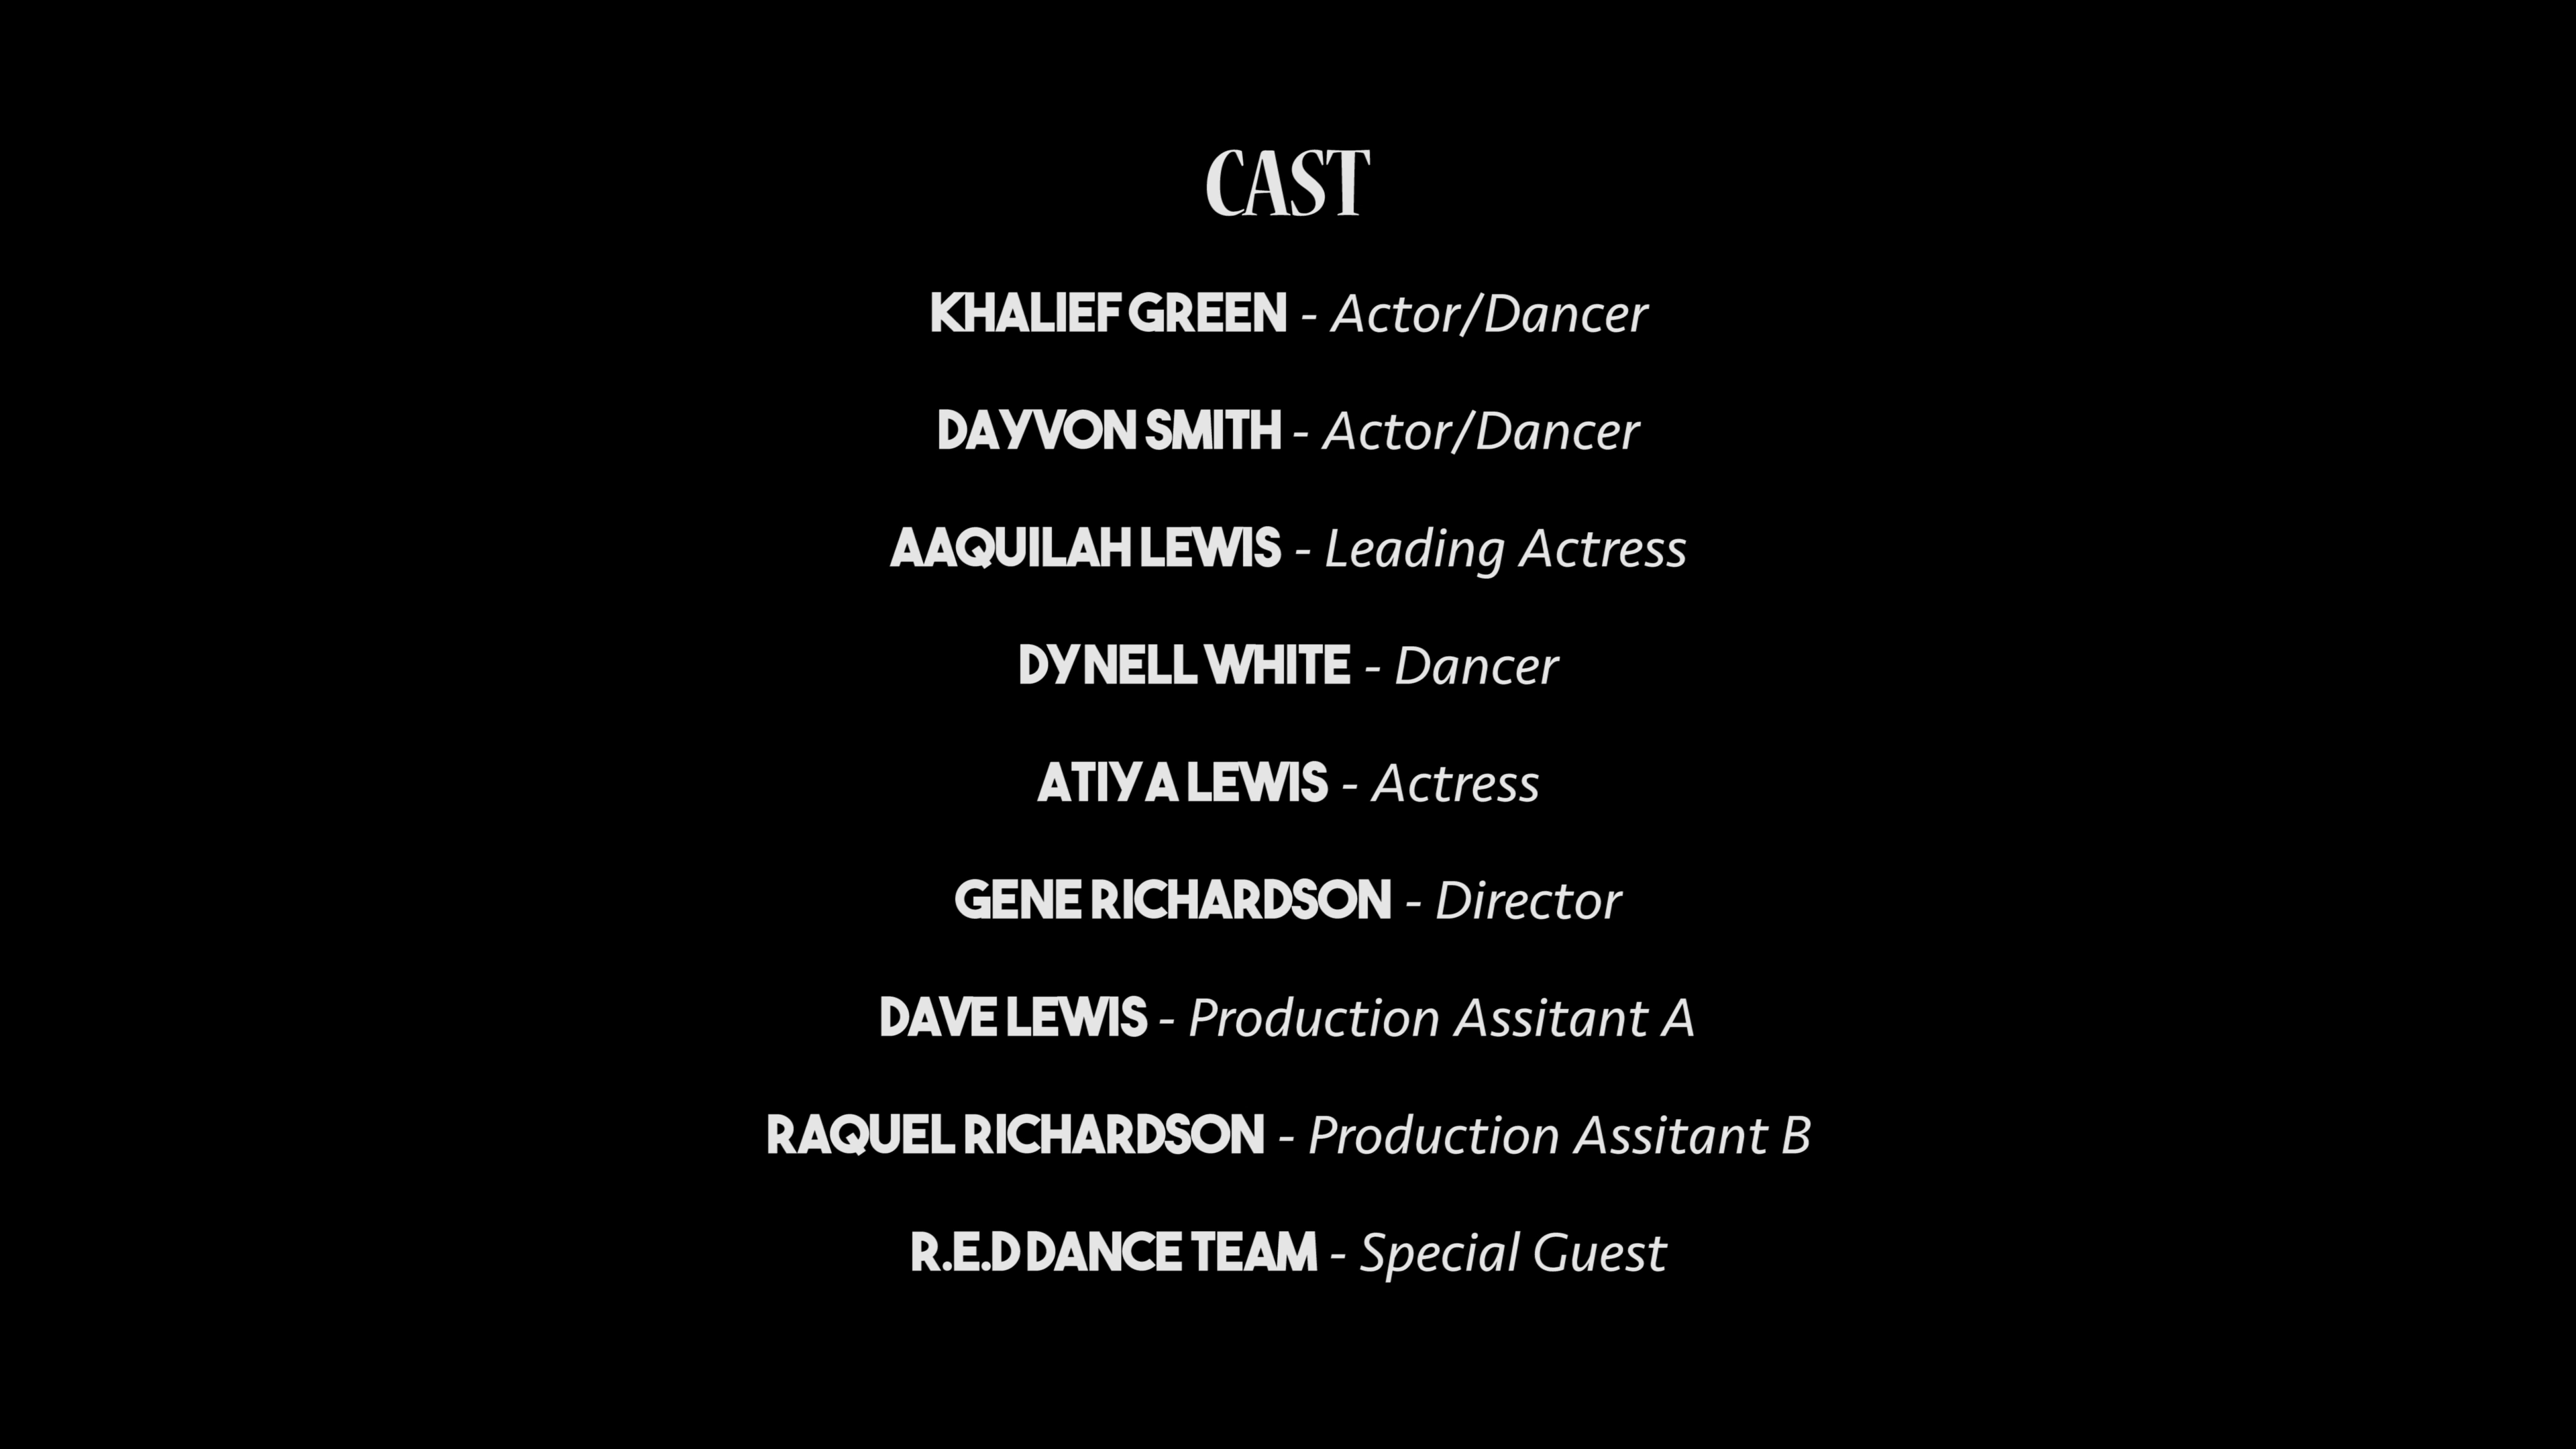 CAST
KHALIEF GREEN - Actor/Dancer
DAYVON SMITH - Actor/Dancer
AAQUILAH LEWIS - Leading Actress
DYNELL WHITE - Dancer
ATIYA LEWIS - Actress
GENE RICHARDSON - Director
DAVE LEWIS - Production Assitant A
RAQUEL RICHARDSON - Production Assitant B
R.E.D DANCE TEAM - Special Guest